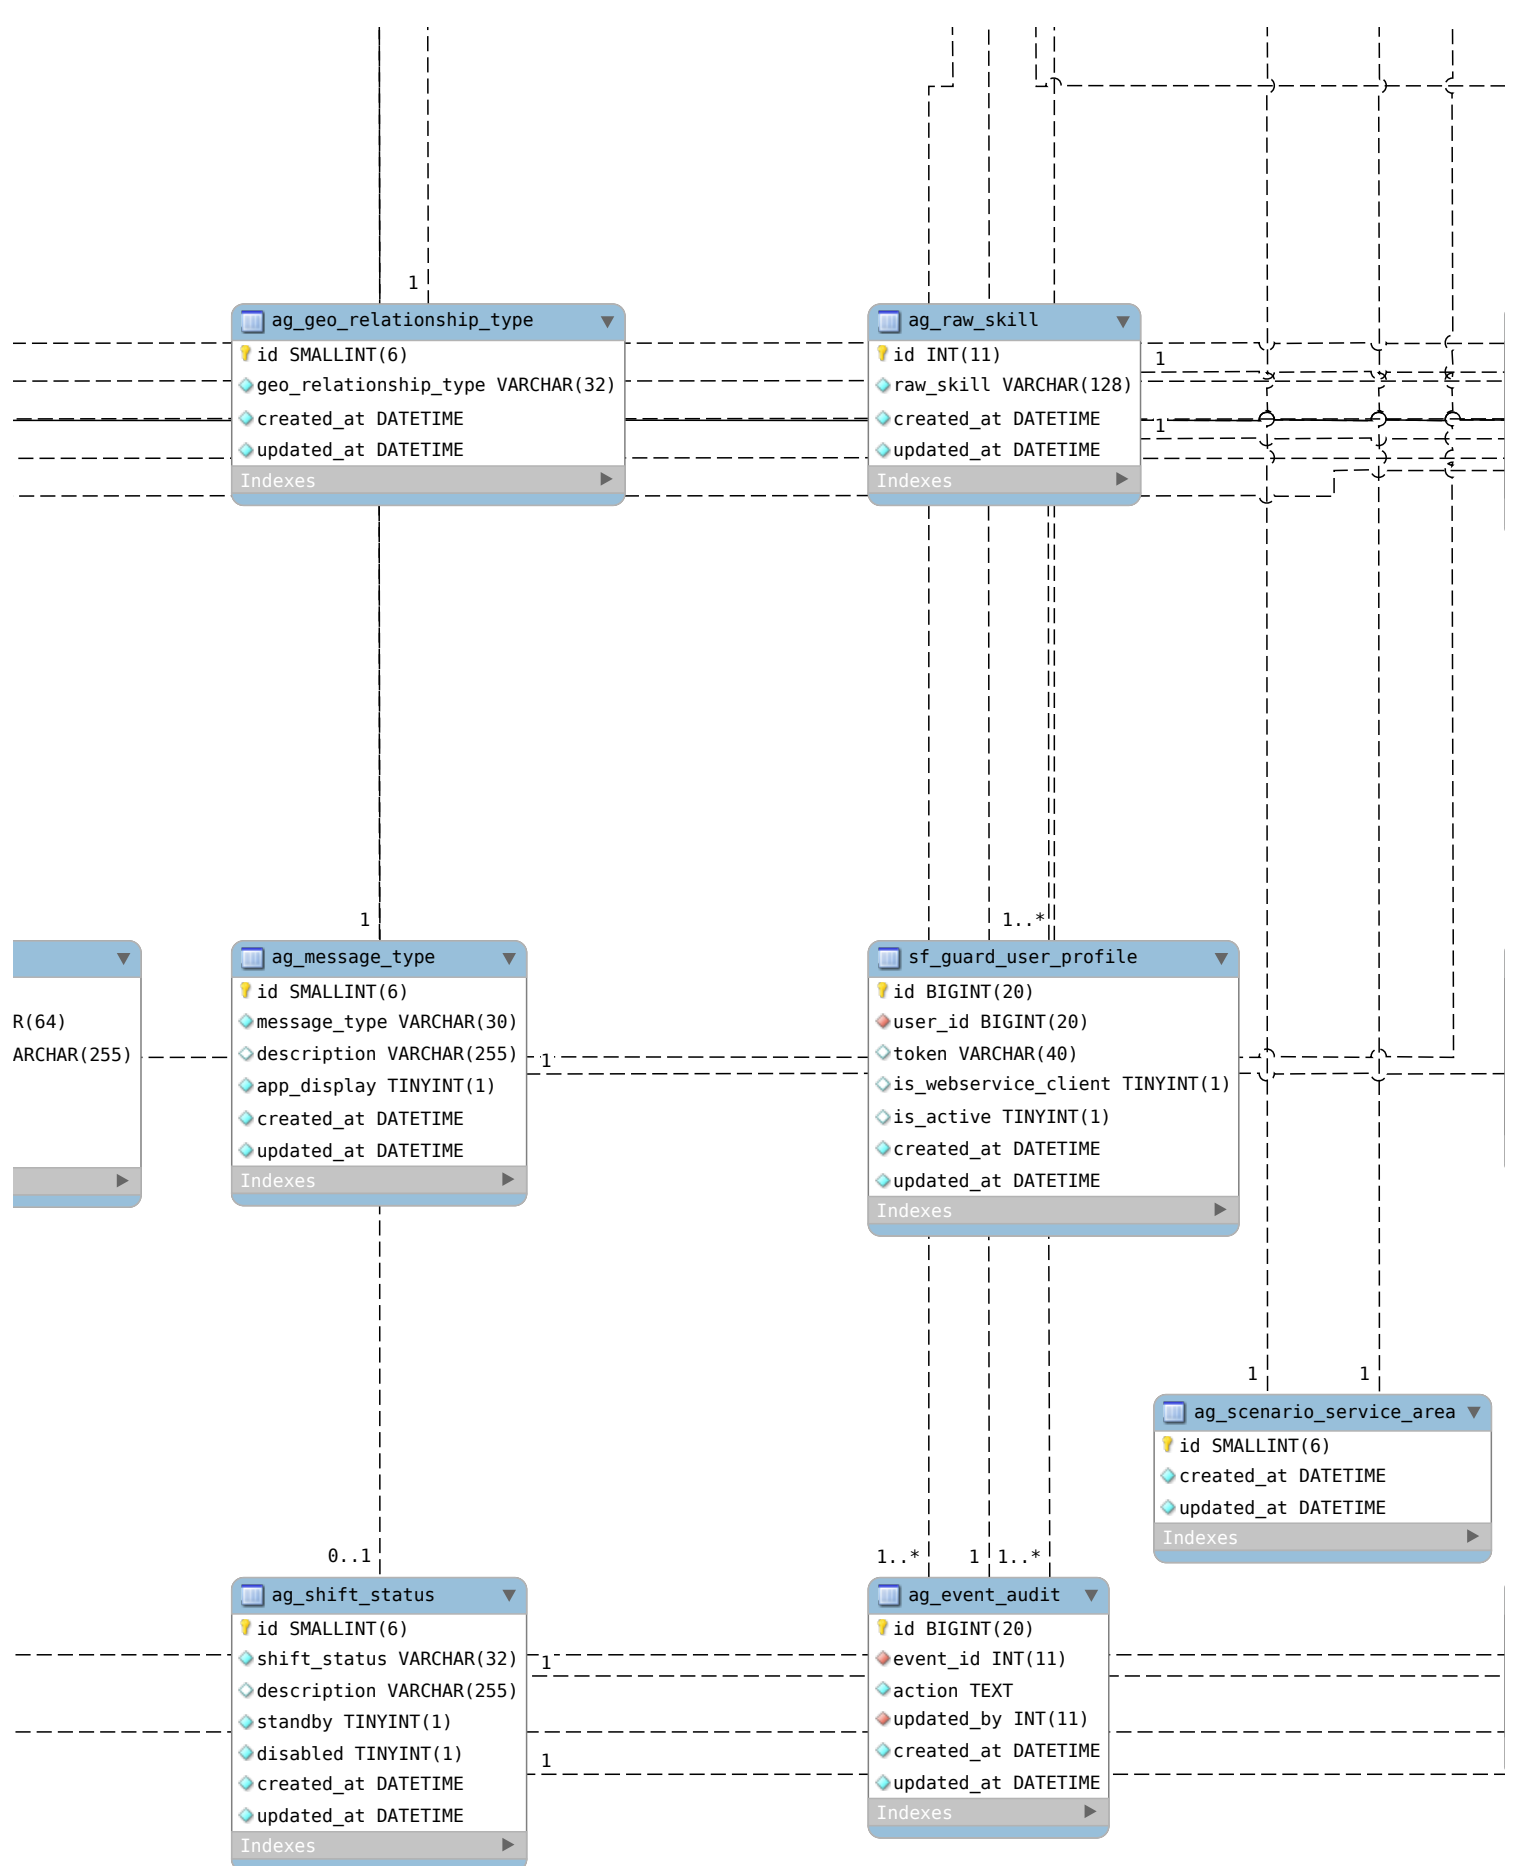 1
ag_geo_relationship_type
id SMALLINT(6)
geo_relationship_type VARCHAR(32)
created_at DATETIME
updated_at DATETIME
Indexes
ag_raw_skill
id INT(11)
raw_skill VARCHAR(128)
created_at DATETIME
updated_at DATETIME
Indexes
1
1
R(64)
ARCHAR(255)
1
ag_message_type
id SMALLINT(6)
message_type VARCHAR(30)
description VARCHAR(255)
app_display TINYINT(1)
created_at DATETIME
updated_at DATETIME
Indexes
1
1..*
sf_guard_user_profile
id BIGINT(20)
user_id BIGINT(20)
token VARCHAR(40)
is_webservice_client TINYINT(1)
is_active TINYINT(1)
created_at DATETIME
updated_at DATETIME
Indexes
1
1
ag_scenario_service_area
id SMALLINT(6)
created_at DATETIME
updated_at DATETIME
Indexes
0..1
ag_shift_status
id SMALLINT(6)
shift_status VARCHAR(32)
description VARCHAR(255)
standby TINYINT(1)
disabled TINYINT(1)
created_at DATETIME
updated_at DATETIME
Indexes
1
1
1..*
1
1..*
ag_event_audit
id BIGINT(20)
event_id INT(11)
action TEXT
updated_by INT(11)
created_at DATETIME
updated_at DATETIME
Indexes